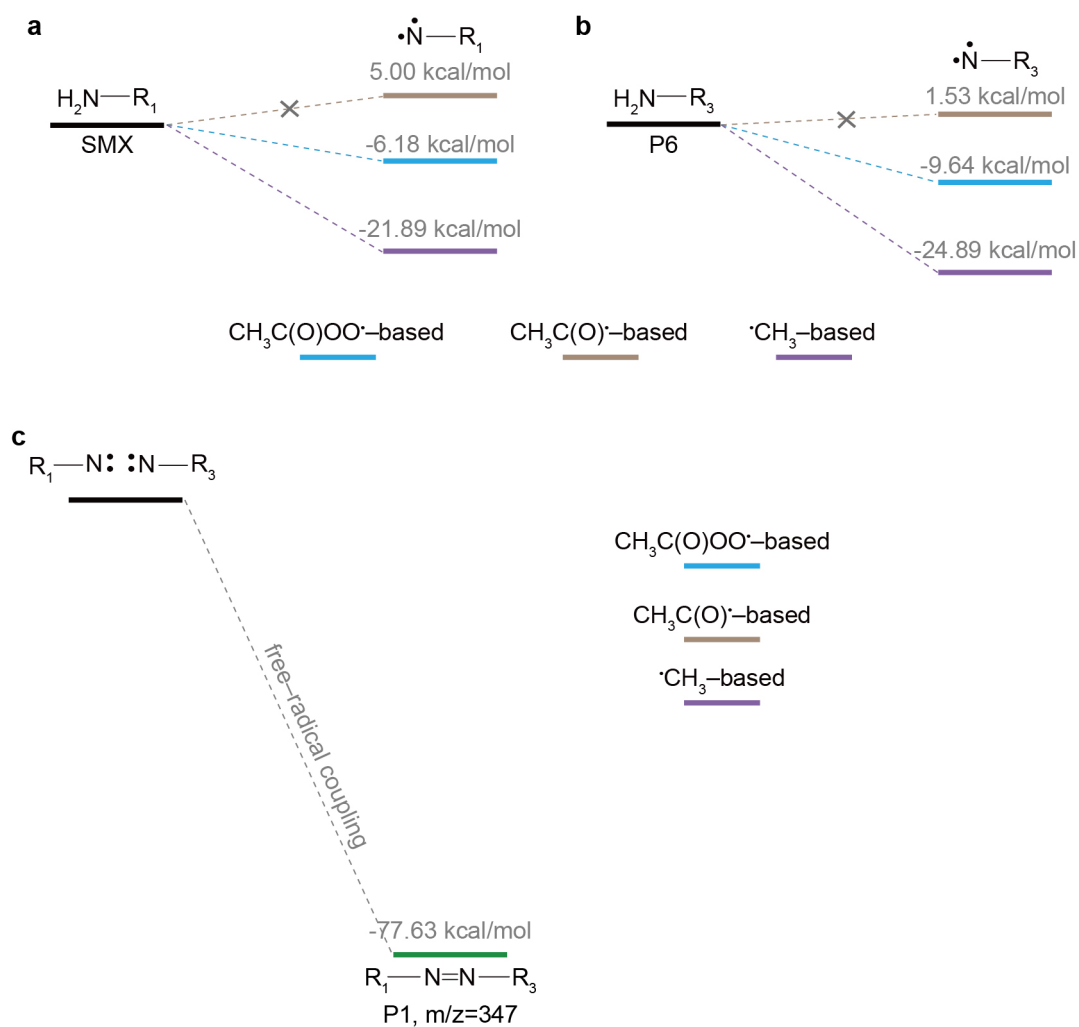 a
•N̈—R₁
5.00 kcal/mol
H₂N—R₁
SMX
-6.18 kcal/mol
-21.89 kcal/mol
b
•N̈—R₃
1.53 kcal/mol
H₂N—R₃
P6
-9.64 kcal/mol
-24.89 kcal/mol
CH₃C(O)OO•–based
CH₃C(O)•–based
•CH₃–based
c
R₁—N: :N—R₃
free–radical coupling
CH₃C(O)OO•–based
CH₃C(O)•–based
•CH₃–based
-77.63 kcal/mol
R₁—N=N—R₃
P1, m/z=347